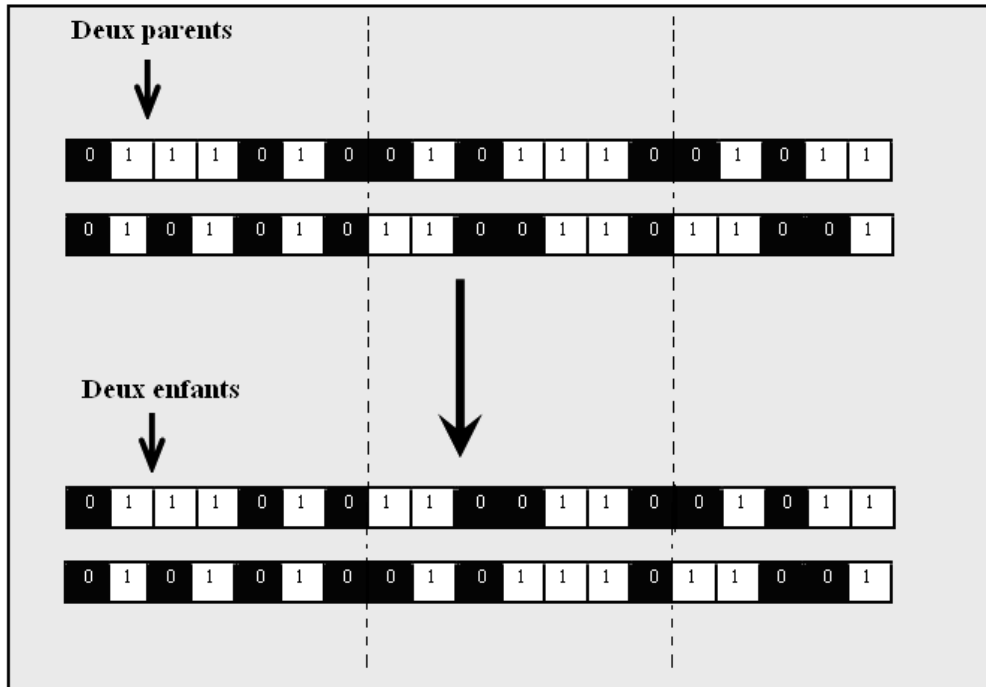 Deux parents
0 1 1 1 0 1 0 0 1 0 1 1 1 0 0 1 0 1 1
0 1 0 1 0 1 0 1 1 0 0 1 1 0 1 1 0 0 1
Deux enfants
0 1 1 1 0 1 0 1 1 0 0 1 1 0 0 1 0 1 1
0 1 0 1 0 1 0 0 1 0 1 1 1 0 1 1 0 0 1